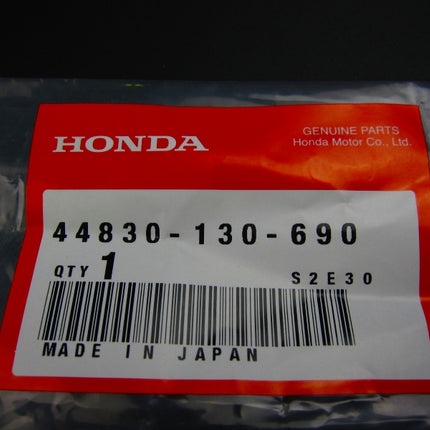 HONDA
GENUINE PARTS
Honda Motor Co., Ltd.
44830-130-690
QTY 1
S2E30
MADE IN JAPAN